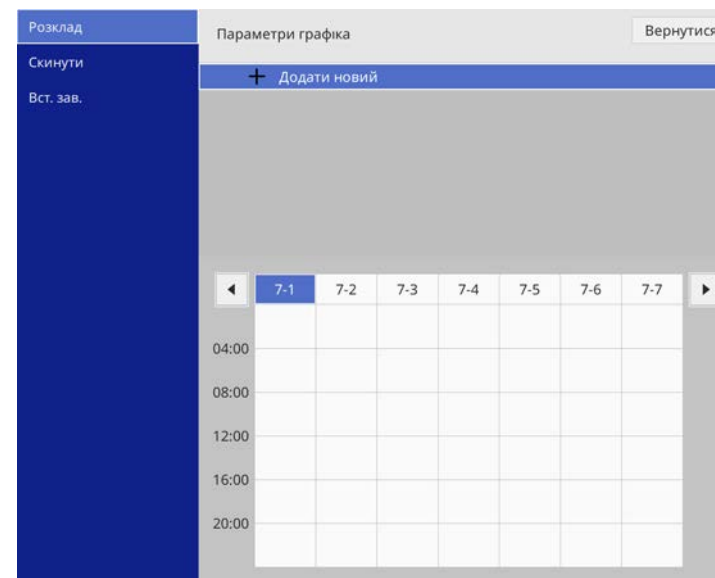 Розклад
Скинути
Вст. зав.
Параметри графіка
Вернутися
Додати новий
7-1 7-2 7-3 7-4 7-5 7-6 7-7
04:00
08:00
12:00
16:00
20:00